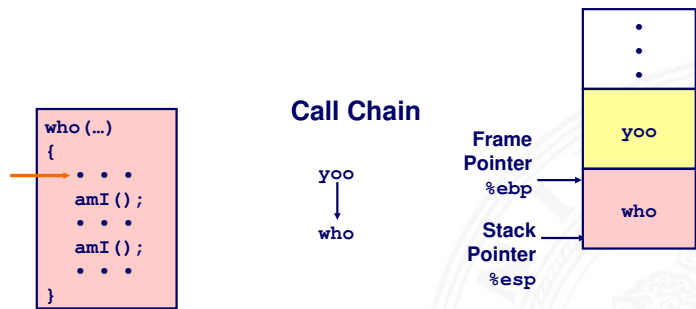 who(…)
{
• • •
amI();
• • •
amI();
• • •
}
Call Chain
yoo
who
Frame
Pointer
%ebp
Stack
Pointer
%esp
•
•
•
yoo
who